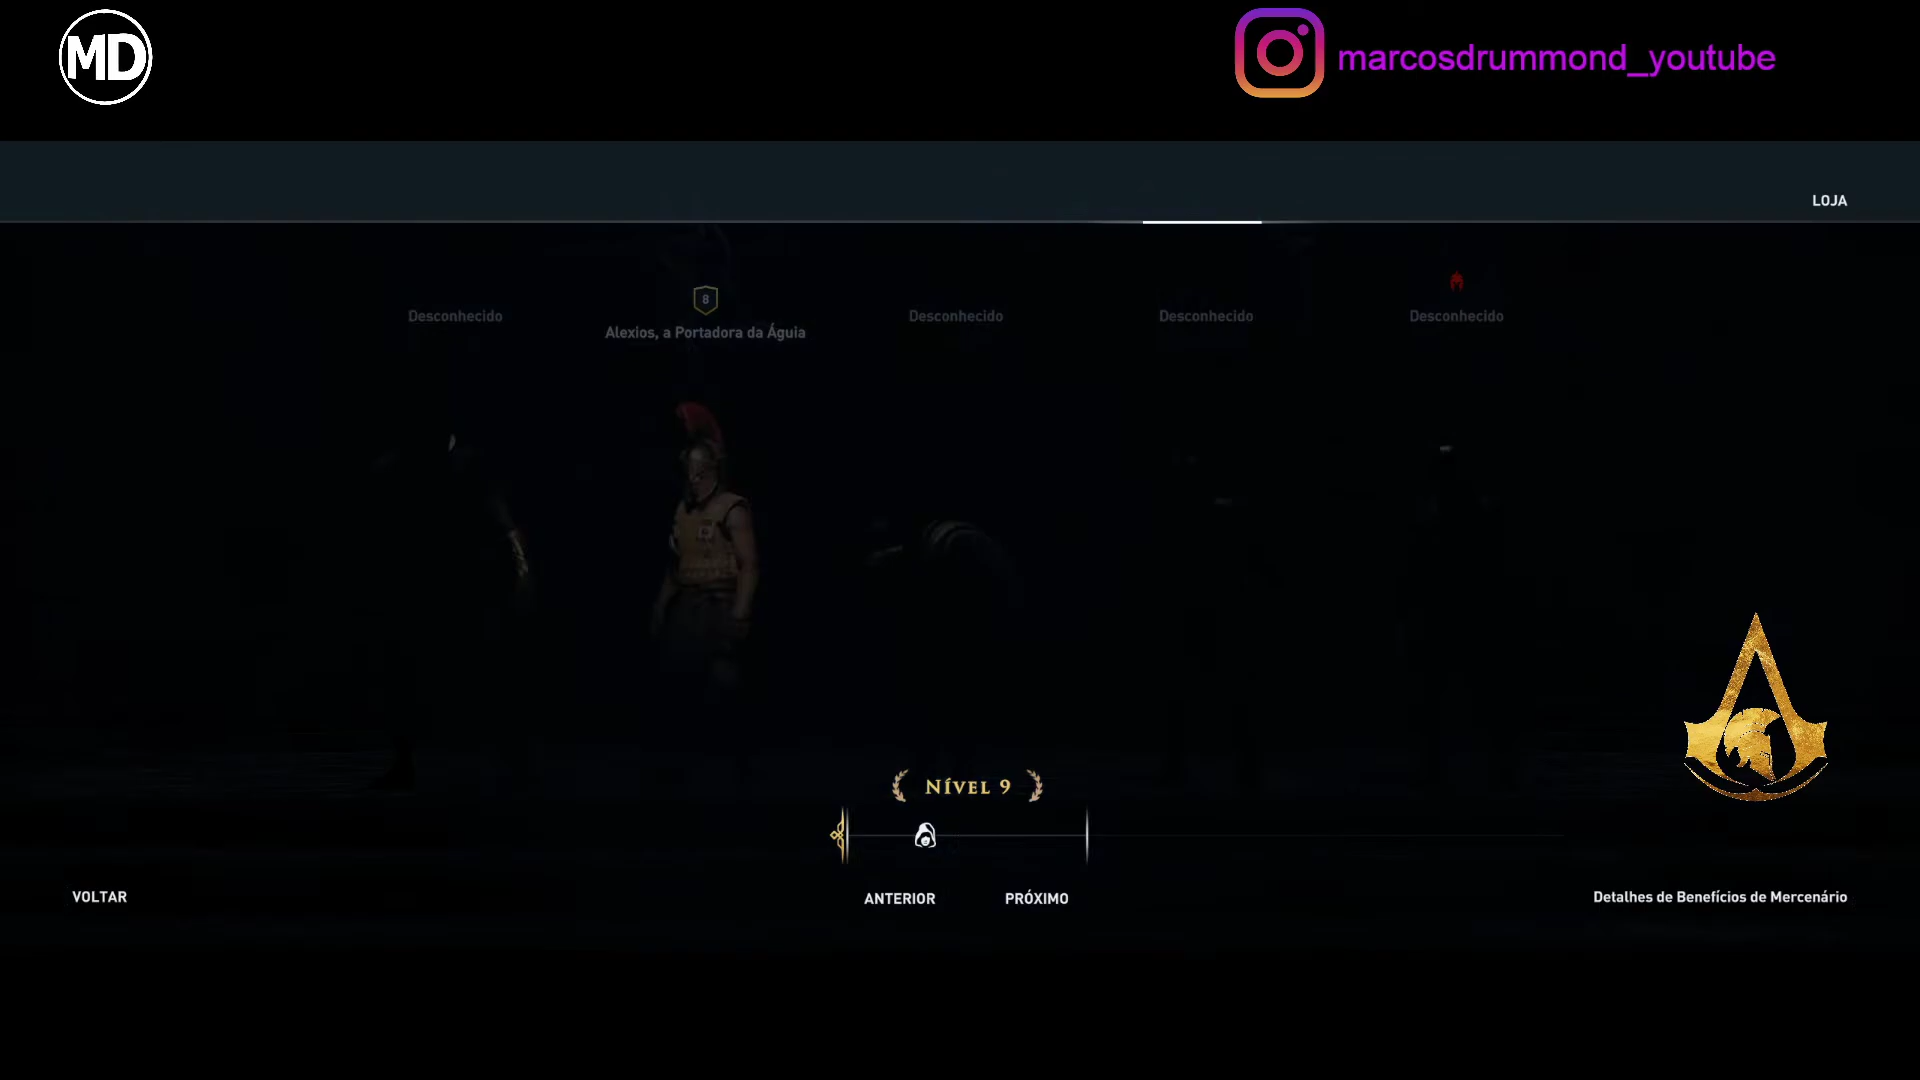 MD
marcosdrummond_youtube
LOJA
Desconhecido
8
Alexios, a Portadora da Águia
Desconhecido
Desconhecido
Desconhecido
NÍVEL 9
VOLTAR
ANTERIOR
PRÓXIMO
Detalhes de Benefícios de Mercenário